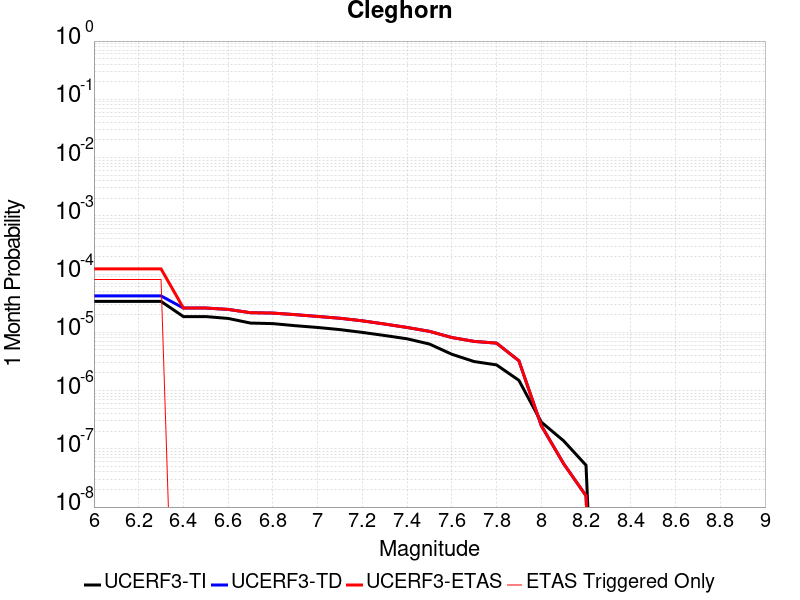 Cleghorn
1 Month Probability
10^0
10^-1
10^-2
10^-3
10^-4
10^-5
10^-6
10^-7
10^-8
6 6.2 6.4 6.6 6.8 7 7.2 7.4 7.6 7.8 8 8.2 8.4 8.6 8.8 9
Magnitude
UCERF3-TI UCERF3-TD UCERF3-ETAS ETAS Triggered Only